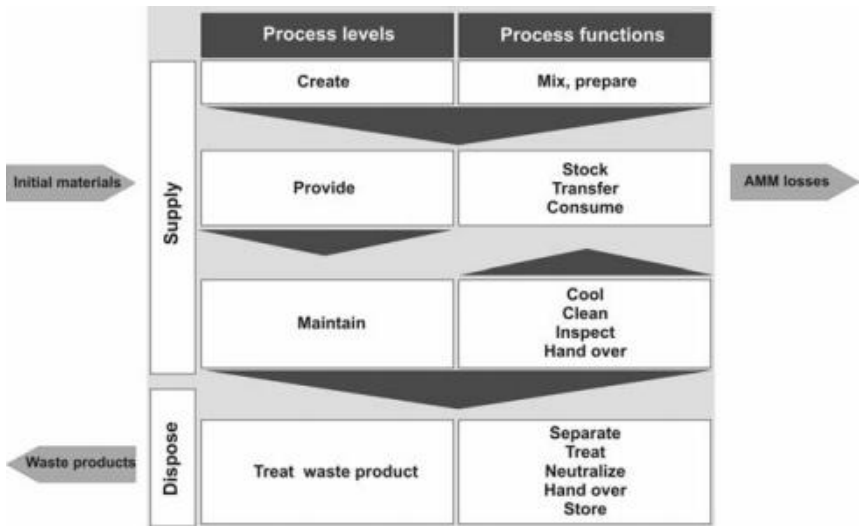 Process levels
Process functions
Supply
Create
Mix, prepare
Initial materials
Provide
Stock
Transfer
Consume
AMM losses
Maintain
Cool
Clean
Inspect
Hand over
Dispose
Waste products
Treat waste product
Separate
Treat
Neutralize
Hand over
Store